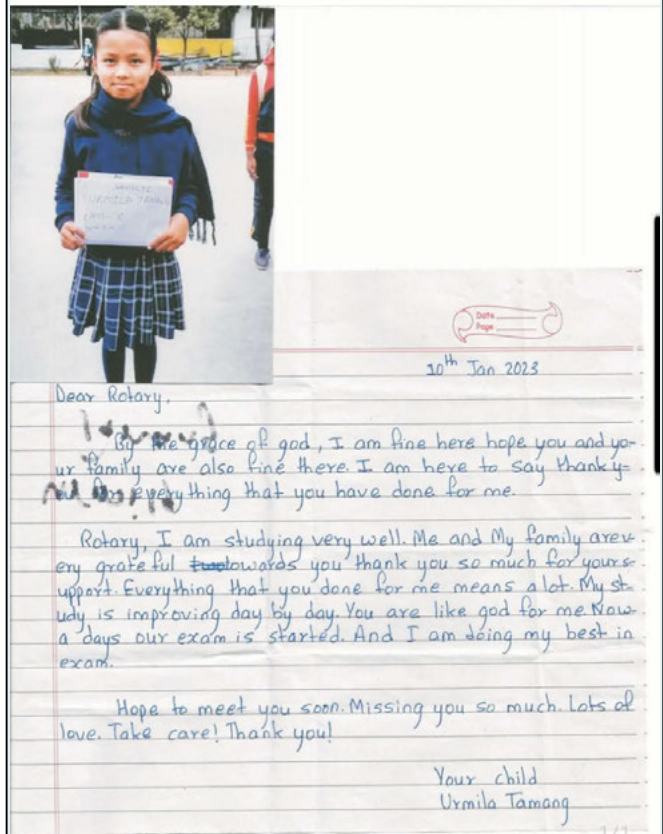 URMILA TAMANG
Date
Page
10th Jan 2023
Dear Rotary,
By the grace of god, I am fine here hope you and yo-
ur family are also fine there. I am here to say thank y-
everything that you have done for me.
Rotary, I am studying very well. Me and My family are v-
ery grateful towards you thank you so much for your s-
upport. Everything that you done for me means a lot. My st-
udy is improving day by day. You are like god for me. Now
a days our exam is started. And I am doing my best in
exam.
Hope to meet you soon. Missing you so much. Lots of
love. Take care! Thank you!
Your child
Urmila Tamang